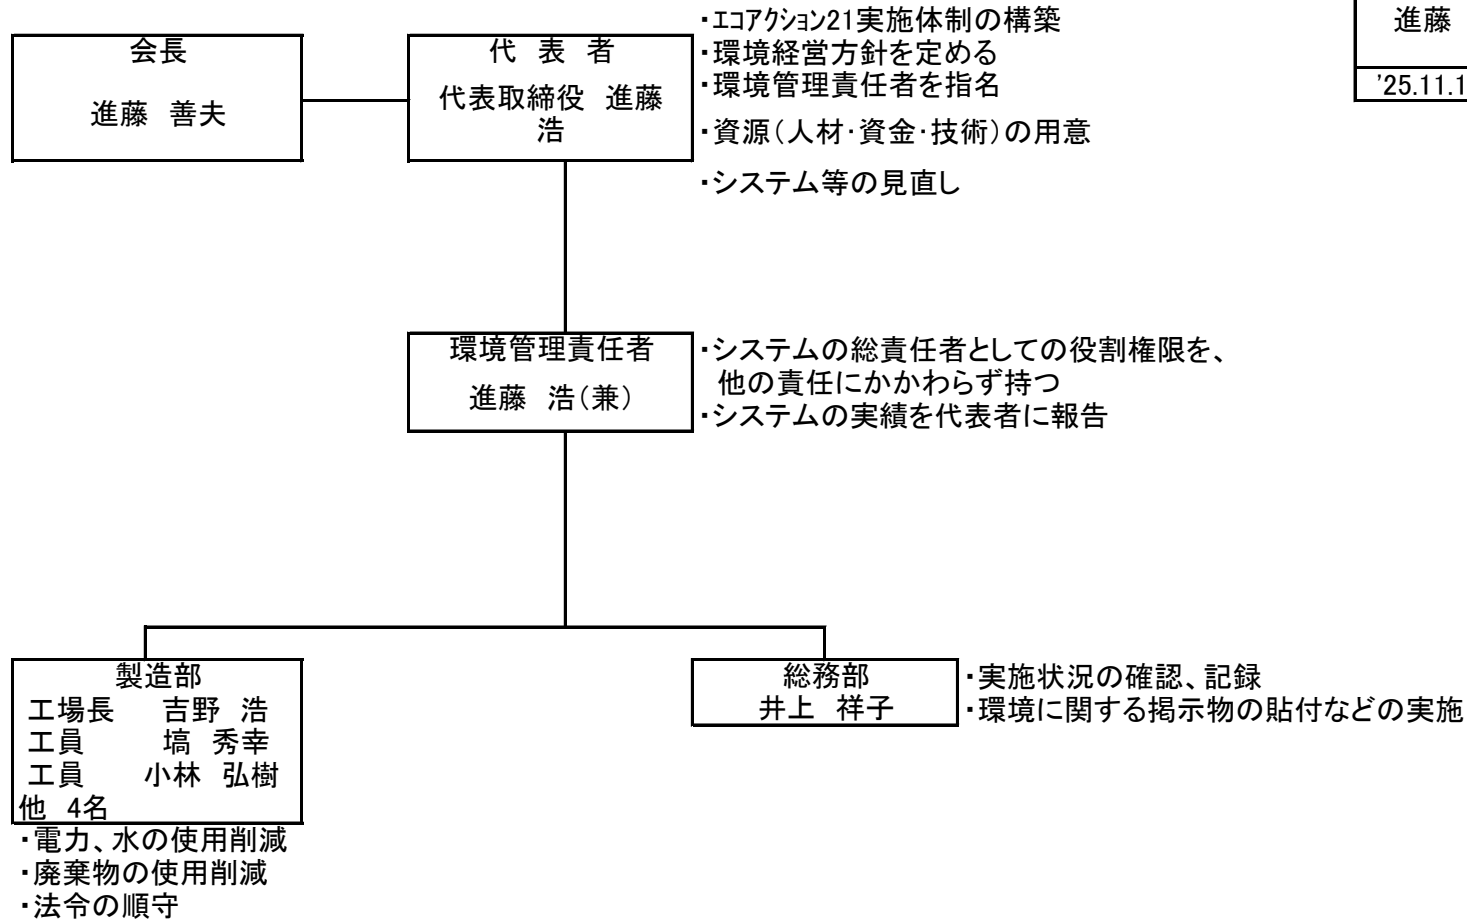 進藤
'25.11.1
会長
進藤　善夫
代　表　者
代表取締役　進藤
浩
・エコアクション21実施体制の構築
・環境経営方針を定める
・環境管理責任者を指名
・資源（人材・資金・技術）の用意
・システム等の見直し
環境管理責任者
進藤　浩（兼）
・システムの総責任者としての役割権限を、
他の責任にかかわらず持つ
・システムの実績を代表者に報告
製造部
工場長　吉野　浩
工員　塙　秀幸
工員　小林　弘樹
他　4名
・電力、水の使用削減
・廃棄物の使用削減
・法令の順守
総務部
井上　祥子
・実施状況の確認、記録
・環境に関する掲示物の貼付などの実施